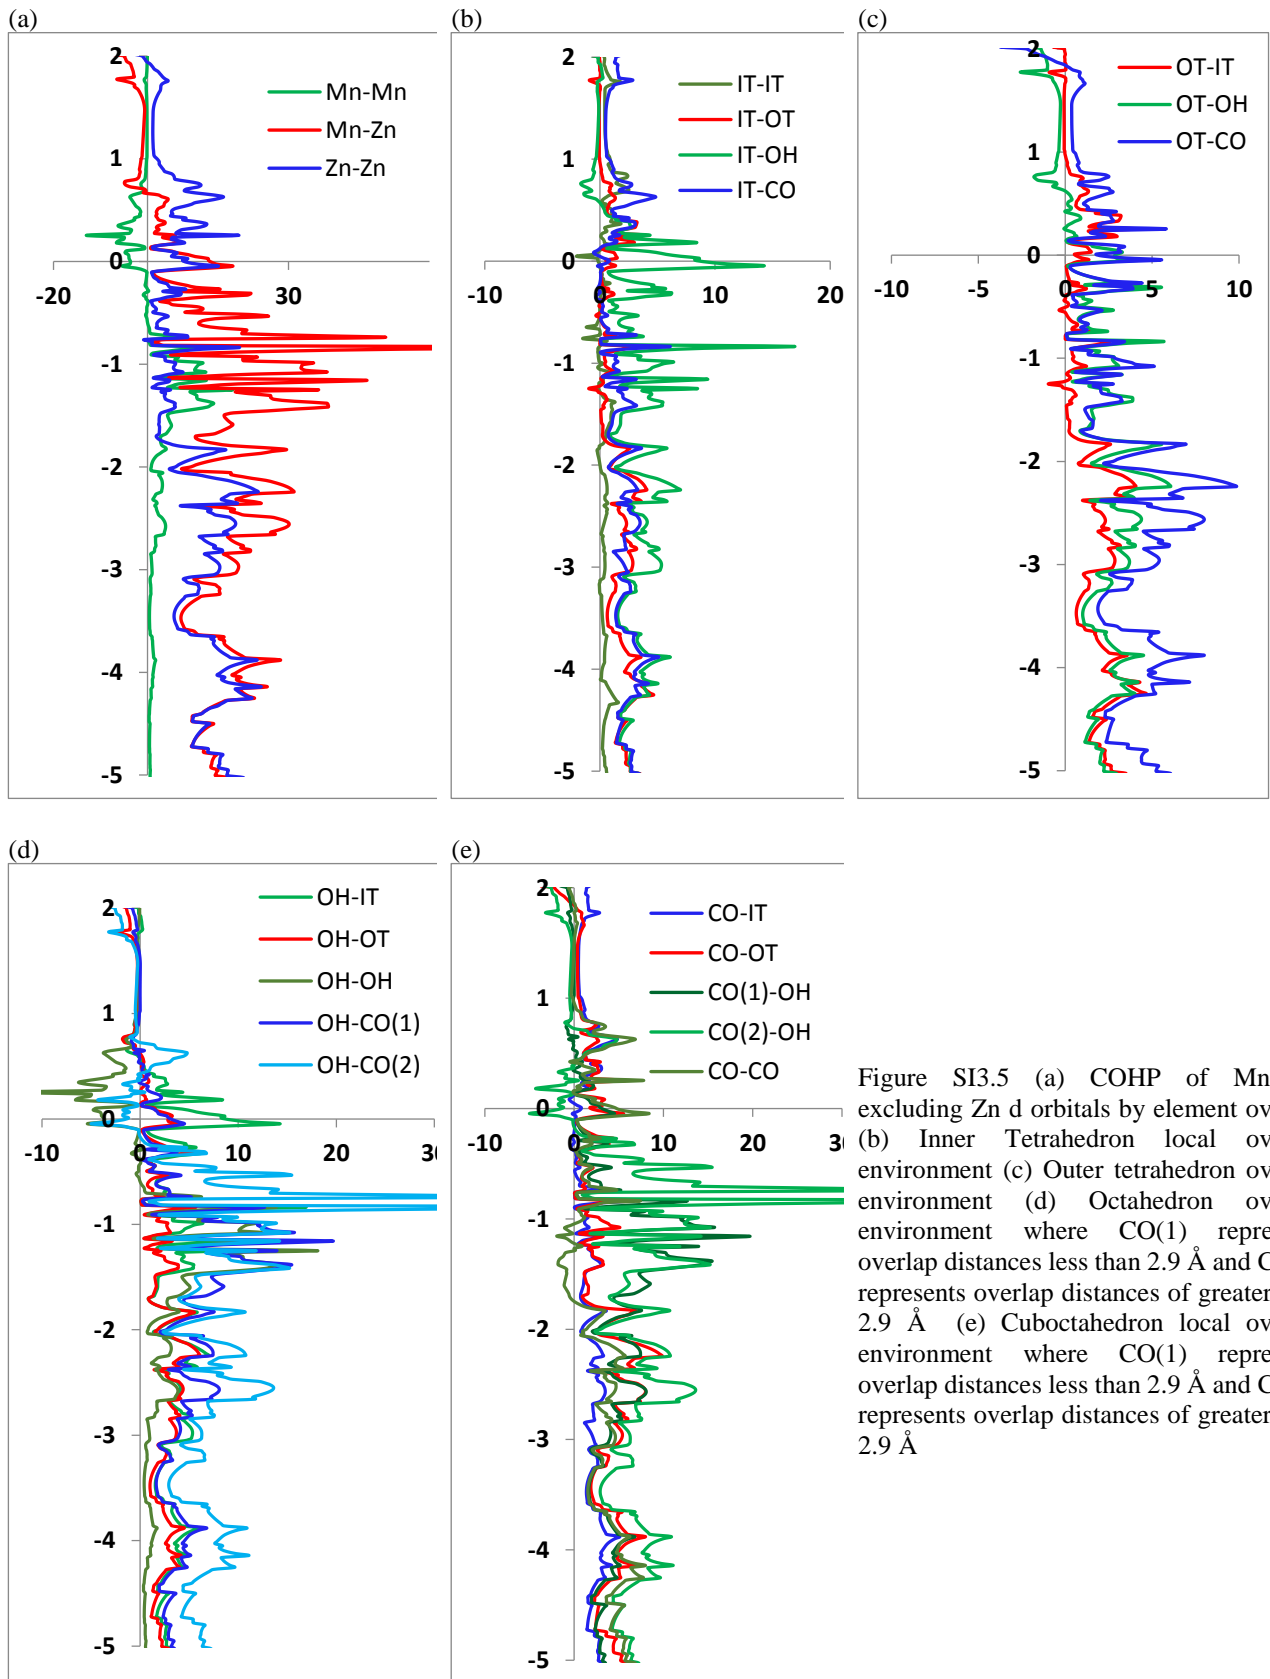 (a)
2
Mn-Mn
Mn-Zn
Zn-Zn
1
0
-20
30
-1
-2
-3
-4
-5
(b)
2
IT-IT
IT-OT
IT-OH
IT-CO
1
0
-10
0
10
20
-1
-2
-3
-4
-5
(c)
2
OT-IT
OT-OH
OT-CO
1
0
-10
-5
0
5
10
-1
-2
-3
-4
-5
(d)
OH-IT
2
OH-OT
OH-OH
OH-CO(1)
1
OH-CO(2)
0
-10
0
10
20
-1
-2
-3
-4
-5
(e)
2
CO-IT
CO-OT
CO(1)-OH
1
CO(2)-OH
CO-CO
0
-10
0
10
20
-1
-2
-3
-4
-5
Figure SI3.5 (a) COHP of Mn
excluding Zn d orbitals by element ov
(b) Inner Tetrahedron local ov
environment (c) Outer tetrahedron ov
environment (d) Octahedron ov
environment where CO(1) repre
overlap distances less than 2.9 Å and C
represents overlap distances of greater
2.9 Å (e) Cuboctahedron local ov
environment where CO(1) repre
overlap distances less than 2.9 Å and C
represents overlap distances of greater
2.9 Å